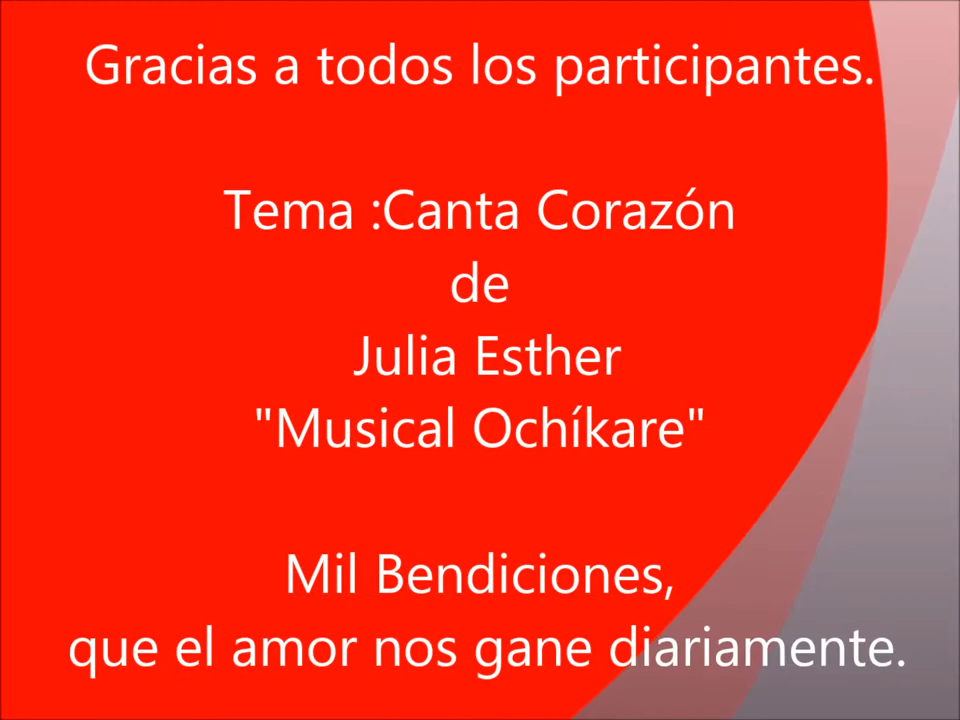 Gracias a todos los participantes.
Tema :Canta Corazón
de
Julia Esther
"Musical Ochíkare"
Mil Bendiciones,
que el amor nos gane diariamente.